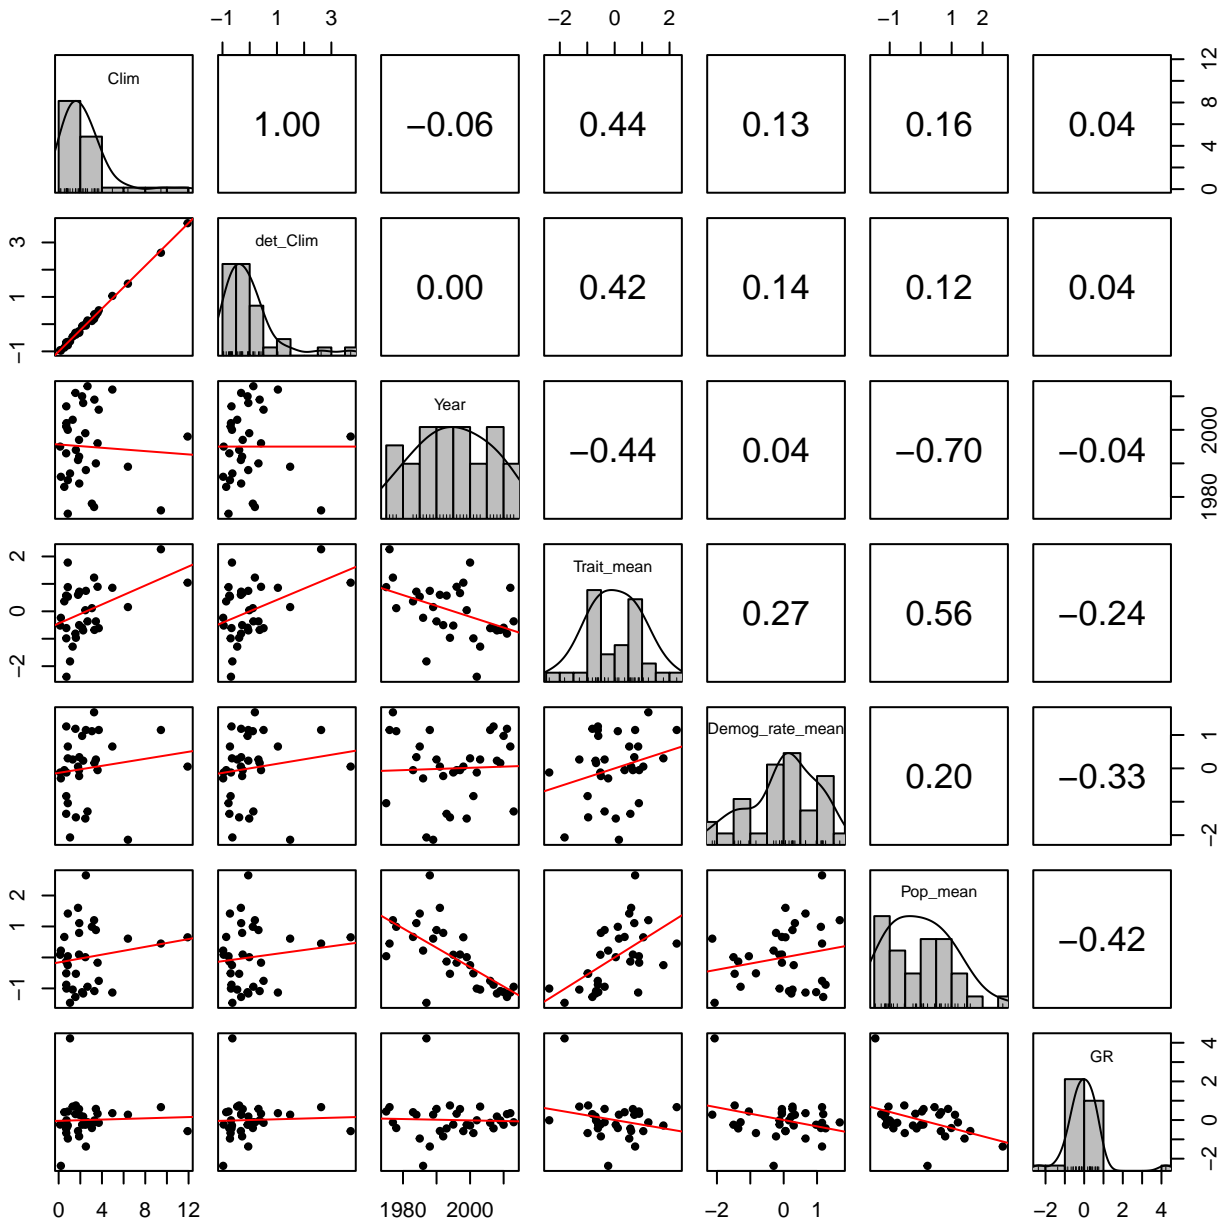 −1 1 3 −2 0 2 −1 1 2
Clim 1.00 −0.06 0.44 0.13 0.16 0.04 0 4 8 12
−1 1 3 det_Clim 0.00 0.42 0.14 0.12 0.04
Year −0.44 0.04 −0.70 −0.04 1980 2000
−2 0 2 Trait_mean 0.27 0.56 −0.24
Demog_rate_mean 0.20 −0.33 −2 0 1
−1 1 2 Pop_mean −0.42
GR −2 0 2 4
0 4 8 12 1980 2000 −2 0 1 −2 0 2 4